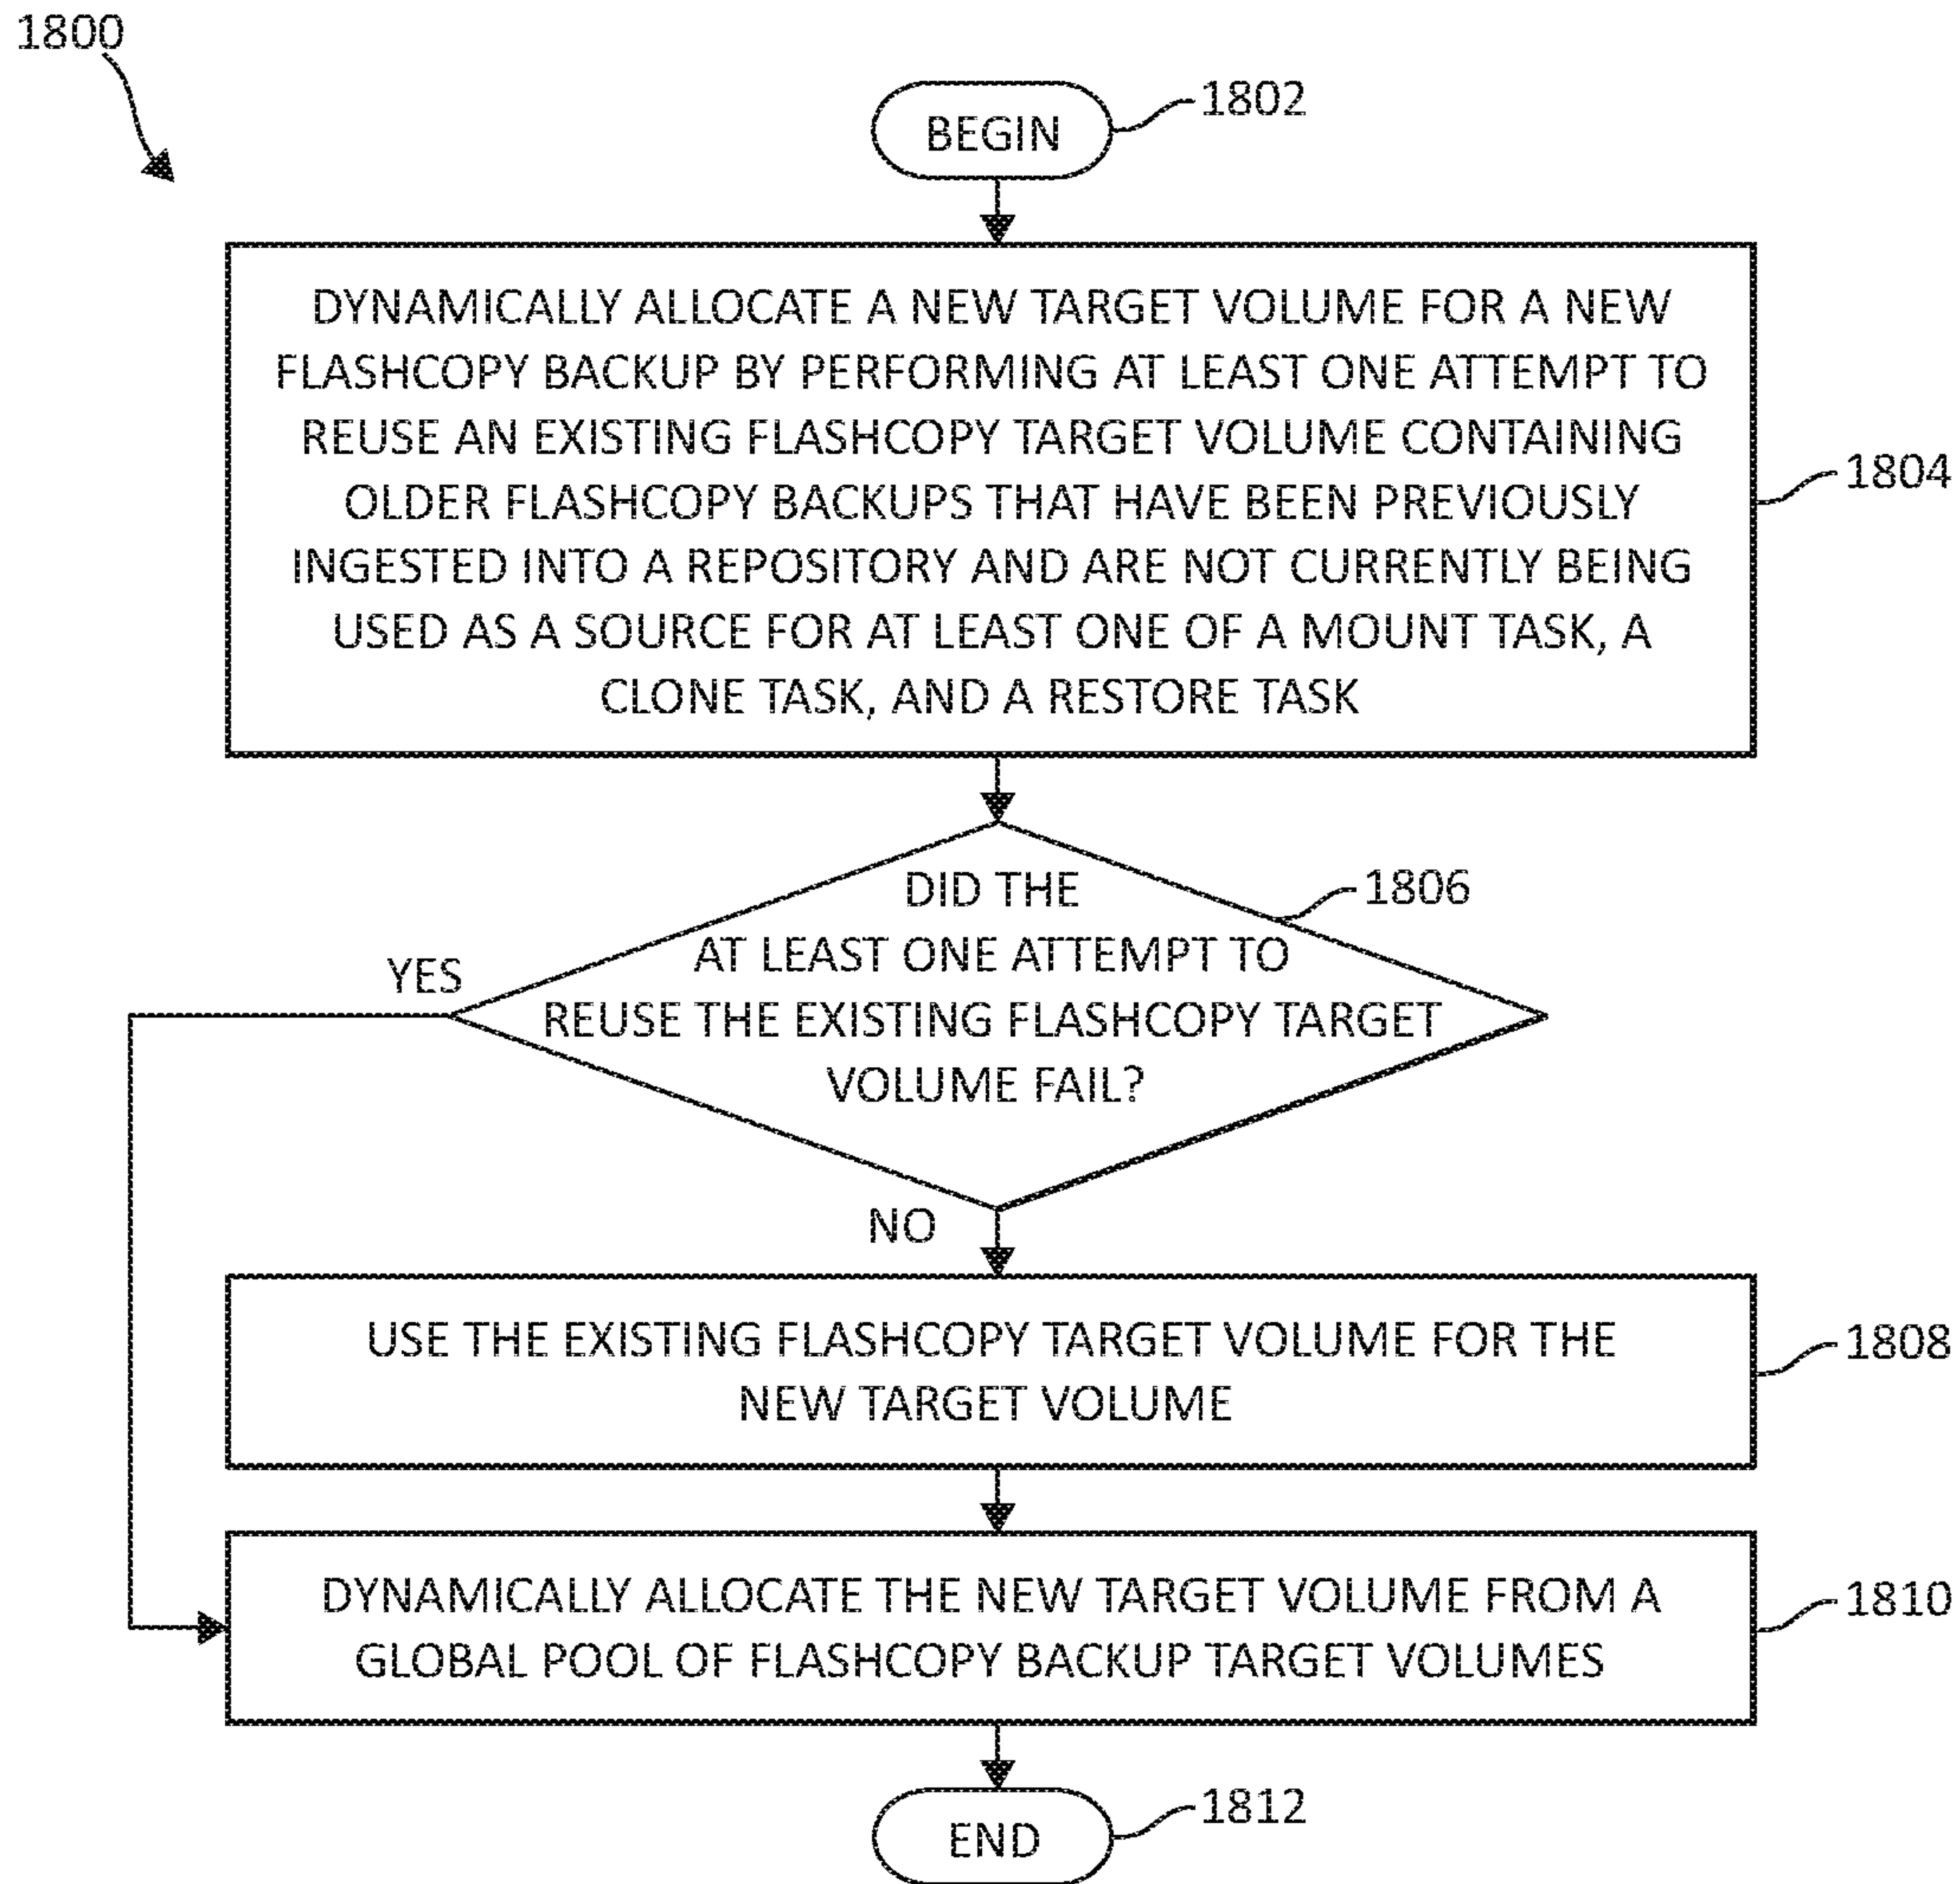 1800
BEGIN
1802
DYNAMICALLY ALLOCATE A NEW TARGET VOLUME FOR A NEW
FLASHCOPY BACKUP BY PERFORMING AT LEAST ONE ATTEMPT TO
REUSE AN EXISTING FLASHCOPY TARGET VOLUME CONTAINING
OLDER FLASHCOPY BACKUPS THAT HAVE BEEN PREVIOUSLY
INGESTED INTO A REPOSITORY AND ARE NOT CURRENTLY BEING
USED AS A SOURCE FOR AT LEAST ONE OF A MOUNT TASK, A
CLONE TASK, AND A RESTORE TASK
1804
DID THE
AT LEAST ONE ATTEMPT TO
REUSE THE EXISTING FLASHCOPY TARGET
VOLUME FAIL?
1806
YES
NO
USE THE EXISTING FLASHCOPY TARGET VOLUME FOR THE
NEW TARGET VOLUME
1808
DYNAMICALLY ALLOCATE THE NEW TARGET VOLUME FROM A
GLOBAL POOL OF FLASHCOPY BACKUP TARGET VOLUMES
1810
END
1812